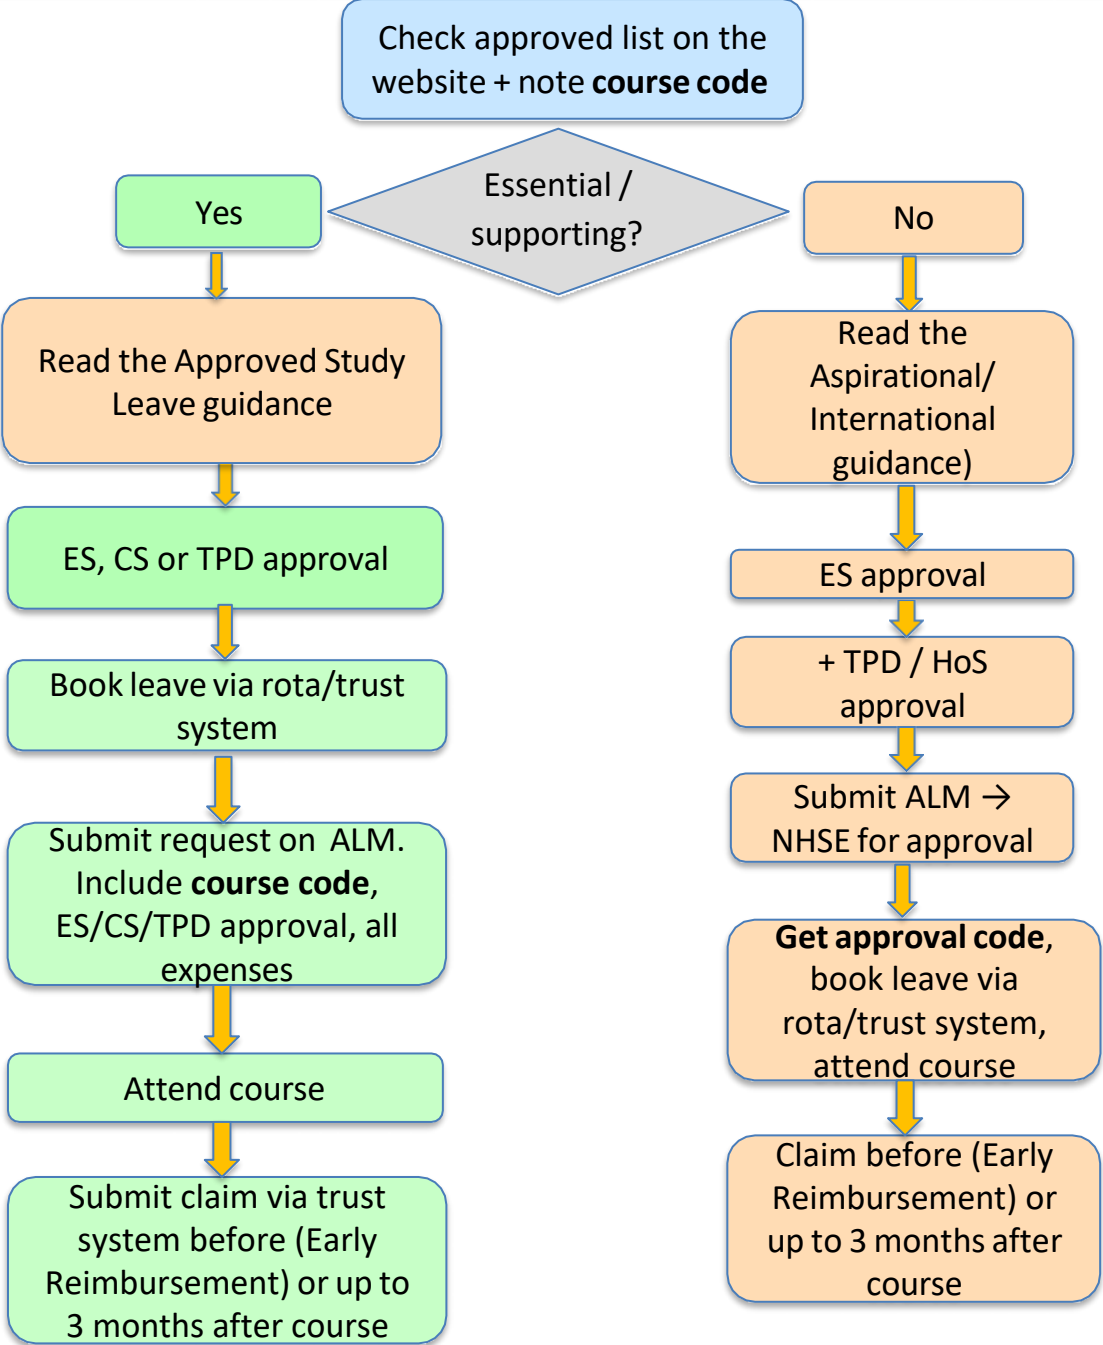 Check approved list on the
website + note course code
Essential /
supporting?
Yes
No
Read the Approved Study
Leave guidance
ES, CS or TPD approval
Book leave via rota/trust
system
Submit request on ALM.
Include course code,
ES/CS/TPD approval, all
expenses
Attend course
Submit claim via trust
system before (Early
Reimbursement) or up to
3 months after course
Read the
Aspirational/
International
guidance)
ES approval
+ TPD / HoS
approval
Submit ALM →
NHSE for approval
Get approval code,
book leave via
rota/trust system,
attend course
Claim before (Early
Reimbursement) or
up to 3 months after
course